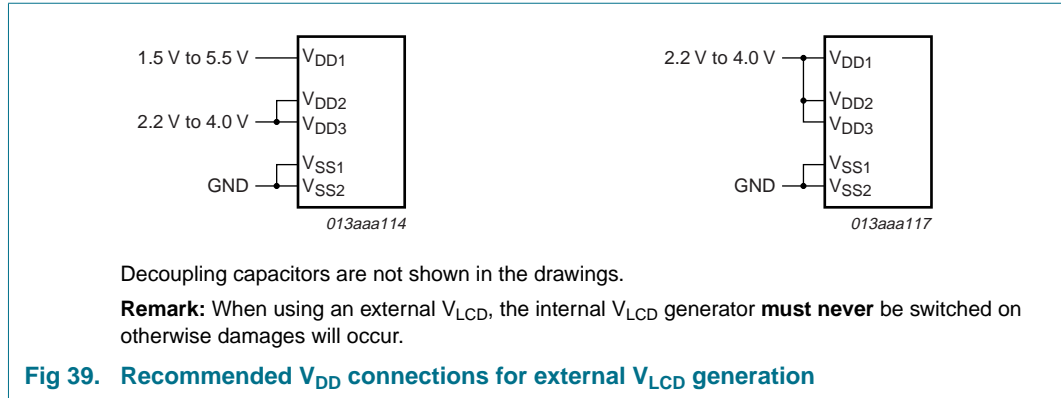 1.5 V to 5.5 V
VDD1
VDD2
2.2 V to 4.0 V
VDD3
VSS1
GND
VSS2
013aaa114
2.2 V to 4.0 V
VDD1
VDD2
VDD3
VSS1
GND
VSS2
013aaa117
Decoupling capacitors are not shown in the drawings.
Remark: When using an external VLCD, the internal VLCD generator must never be switched on
otherwise damages will occur.
Fig 39. Recommended VDD connections for external VLCD generation